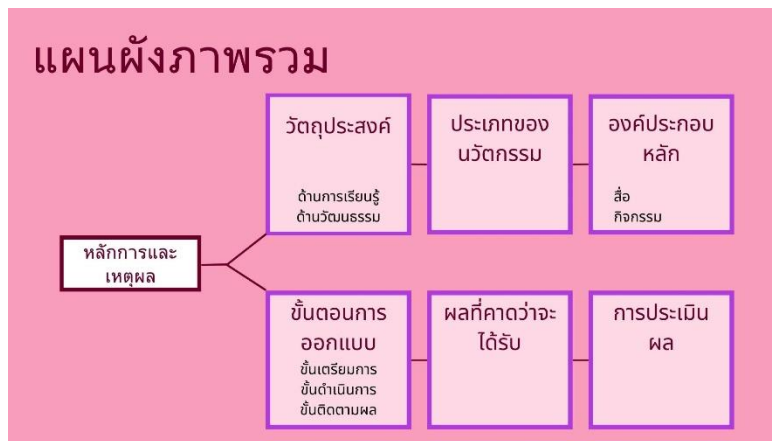 แผนผังภาพรวม
วัตถุประสงค์
ด้านการเรียนรู้
ด้านวัฒนธรรม
ประเภทของ
นวัตกรรม
องค์ประกอบ
หลัก
สื่อ
กิจกรรม
หลักการและ
เหตุผล
ขั้นตอนการ
ออกแบบ
ขั้นเตรียมการ
ขั้นดำเนินการ
ขั้นติดตามผล
ผลที่คาดว่าจะ
ได้รับ
การประเมิน
ผล